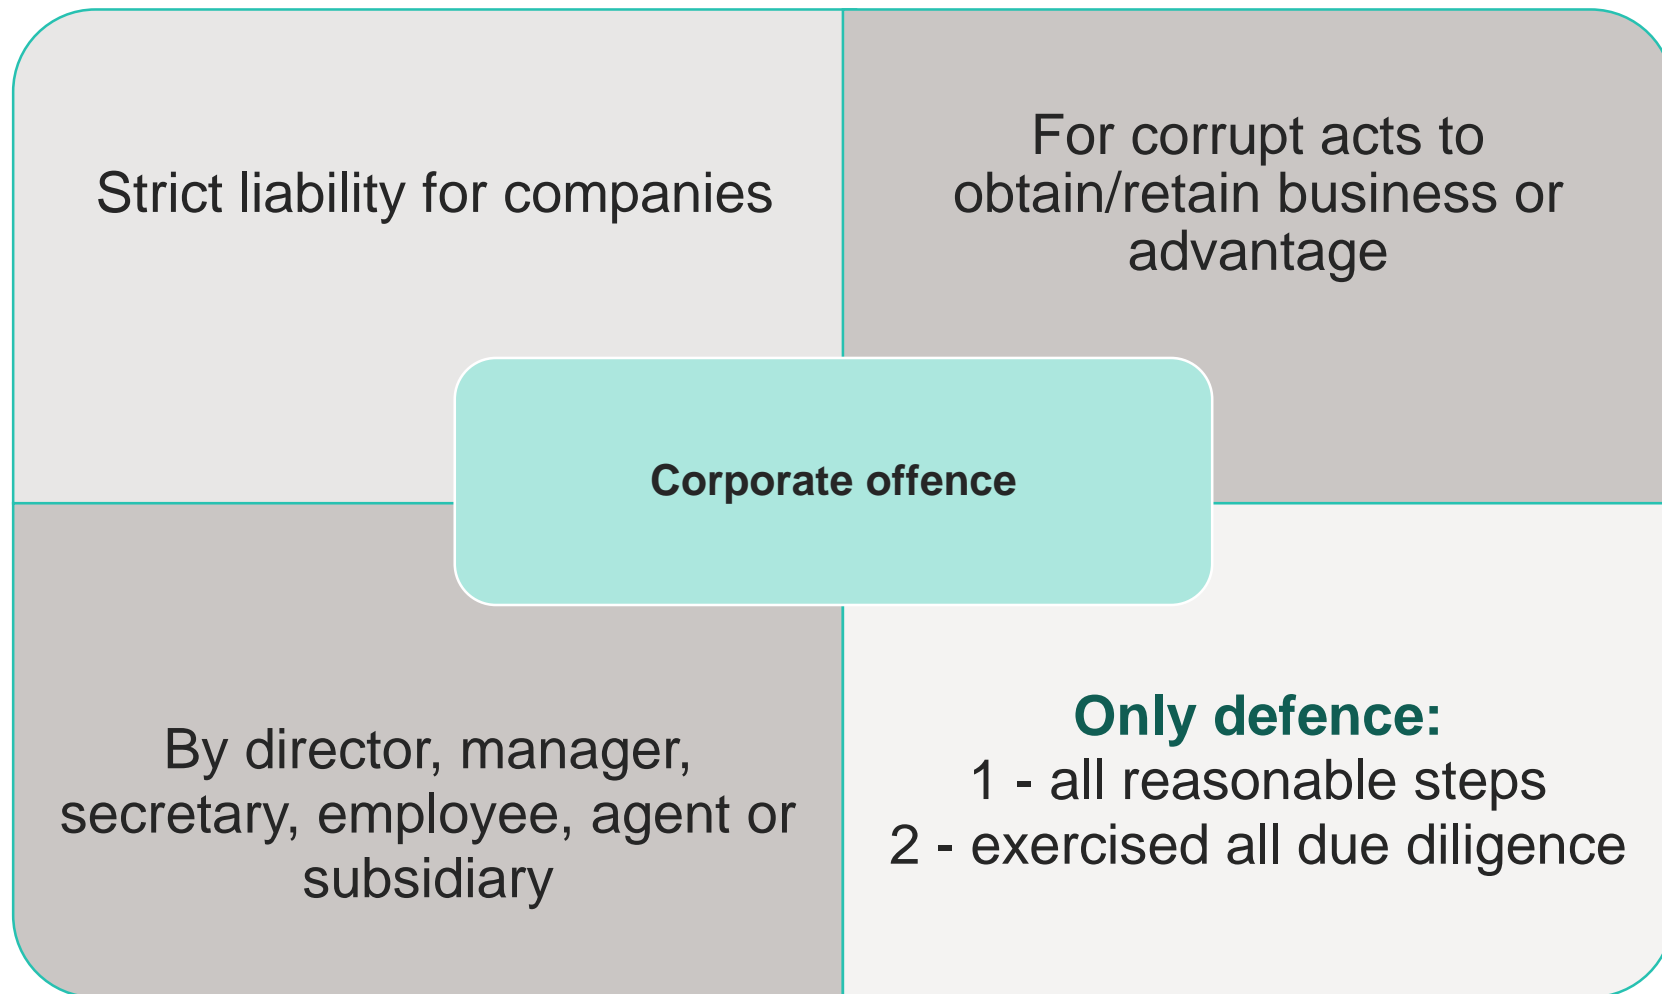 Strict liability for companies
For corrupt acts to
obtain/retain business or
advantage
Corporate offence
By director, manager,
secretary, employee, agent or
subsidiary
Only defence:
1 - all reasonable steps
2 - exercised all due diligence